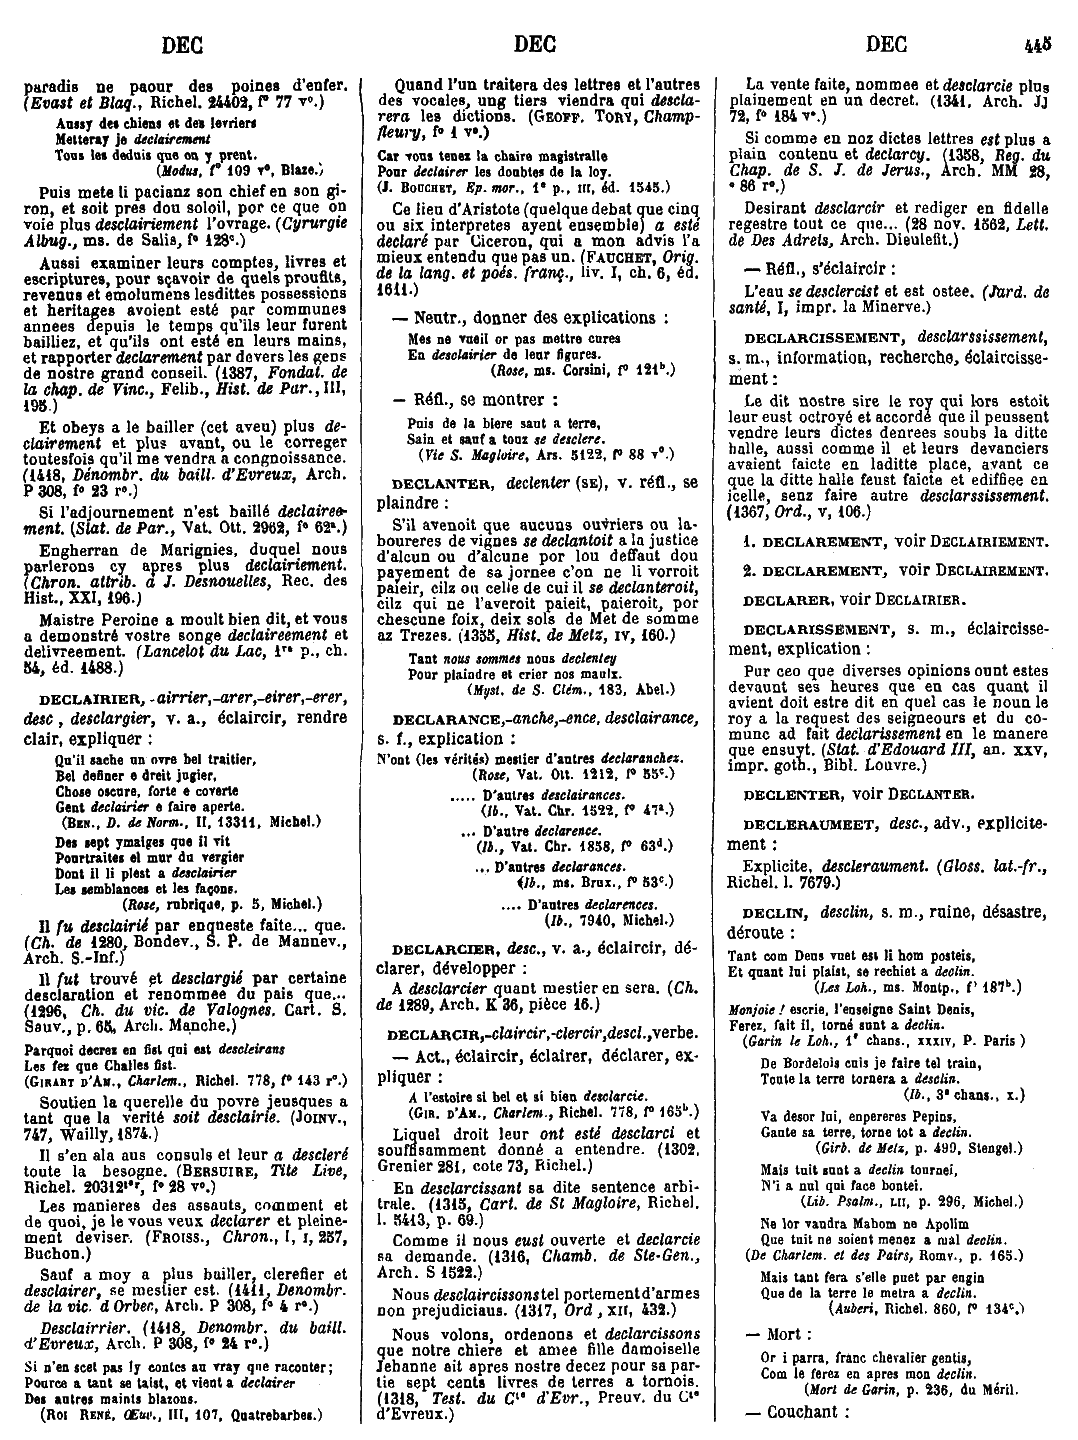 DEC
DEC
DEC
445
paradis ne paour des poines d'enfer.
(Evast et Blaq., Richel. 24402, f° 77 v°.)
Aussy des chiens et des levriers
Metteray je declairement
Tous les deduis que on y prent.
(Modus, f° 109 v°, Blaze.)
Puis mete li pacianz son chief en son gi-
ron, et soit pres dou soloil, por ce que on
voie plus desclairiement l'ovrage. (Cyrurgie
Albug., ms. de Salis, f° 128ᶜ.)
Aussi examiner leurs comptes, livres et
escriptures, pour sçavoir de quels proufits,
revenus et emolumens lesdittes possessions
et heritages avoient esté par communes
annees depuis le temps qu'ils leur furent
bailliez, et qu'ils ont esté en leurs mains,
et rapporter declarement par devers les gens
de nostre grand conseil. (1387, Fondat. de
la chap. de Vinc., Felib., Hist. de Par., III,
195.)
Et obeys a le bailler (cet aveu) plus de-
clairement et plus avant, ou le correger
toutesfois qu'il me vendra a congnoissance.
(1418, Dénombr. du baill. d'Evreux, Arch.
P 308, f° 23 r°.)
Si l'adjournement n'est baillé declairee-
ment. (Stat. de Par., Vat. Ott. 2962, f° 62ᵃ.)
Engherran de Marignies, duquel nous
parlerons cy apres plus declairiement.
(Chron. attrib. à J. Desnouelles, Rec. des
Hist., XXI, 196.)
Maistre Peroine a moult bien dit, et vous
a demonstré vostre songe declaireement et
delivreement. (Lancelot du Lac, 1ʳᵉ p., ch.
54, éd. 1488.)
DECLAIRIER, -airrier,-arer,-eirer,-erer,
desc , desclargier, v. a., éclaircir, rendre
clair, expliquer :
Qu'il sache un ovre bel traitier,
Bel definer e dreit jugier,
Chose oscure, forte e coverte
Gent declairier e faire aperte.
(Ben., D. de Norm., II, 13311, Michel.)
Des sept ymaiges que il vit
Pourtraites el mur du vergier
Dont il li plest a desclairier
Les semblances et les façons.
(Rose, rubrique, p. 5, Michel.)
Il fu desclairié par enqneste faite... que.
(Ch. de 1280, Bondev., S. P. de Mannev.,
Arch. S.-Inf.)
Il fut trouvé et desclargié par certaine
desclaration et renommee du pais que...
(1296, Ch. du vic. de Valognes, Cart. S.
Sauv., p. 65, Arch. Manche.)
Parquoi decrez en fist qui est descleirans
Les fez que Challes fist.
(Girart d'Am., Charlem., Richel. 778, f° 143 r°.)
Soutien la querelle du povre jeusques a
tant que la verité soit desclairie. (Joinv.,
747, Wailly, 1874.)
Il s'en ala aus consuls et leur a descleré
toute la besogne. (Bersuire, Tite Live,
Richel. 20312ᵗᵉʳ, f° 28 v°.)
Les manieres des assauts, comment et
de quoi, je le vous veux declarer et pleine-
ment deviser. (Froiss., Chron., I, I, 257,
Buchon.)
Sauf a moy a plus bailler, clerefier et
desclairer, se mestier est. (1411, Denombr.
de la vic. d Orbec, Arch. P 308, f° 4 r°.)
Desclairrier. (1418, Denombr. du baill.
d'Evreux, Arch. P 308, f° 24 r°.)
Si n'en scet pas ly contes au vray que raconter;
Pource a tant se taist, et vient a declairer
Des autres maints blazons.
(Roi René, Œuv., III, 107, Quatrebarbes.)
Quand l'un traitera des lettres et l'autres
des vocales, ung tiers viendra qui descla-
rera les dictions. (Geoff. Tory, Champ-
fleury, f° 1 v°.)
Car vous tenez la chaire magistralle
Pour declairer les doubtes de la loy.
(J. Bouchet, Ep. mor., 1ᵉ p., III, éd. 1545.)
Ce lieu d'Aristote (quelque debat que cinq
ou six interpretes ayent ensemble) a esté
declaré par Ciceron, qui a mon advis l'a
mieux entendu que pas un. (Fauchet, Orig.
de la lang. et poés. franç., liv. I, ch. 6, éd.
1611.)
— Neutr., donner des explications :
Mes ne vueil or pas mettre cures
En desclairier de leur figures.
(Rose, ms. Corsini, f° 121ᵇ.)
— Réfl., se montrer :
Puis de la biere saut a terre,
Sain et sauf a touz se desclere.
(Vie S. Magloire, Ars. 5122, f° 88 v°.)
DECLANTER, declenter (se), v. réfl., se
plaindre :
S'il avenoit que aucuns ouvriers ou la-
boureres de vignes se declantoit a la justice
d'alcun ou d'alcune por lou deffaut dou
payement de sa jornee c'on ne li vorroit
paieir, cilz ou celle de cui il se declanteroit,
cilz qui ne l'averoit paieit, paieroit, por
chescune foix, deix sols de Met de somme
az Trezes. (1355, Hist. de Metz, IV, 160.)
Tant nous sommes nous declentey
Pour plaindre et crier nos maulx.
(Myst. de S. Clém., 183, Abel.)
DECLARANCE,-anche,-ence, desclairance,
s. f., explication :
N'ont (les vérités) mestier d'autres declaranchez.
(Rose, Vat. Ott. 1212, f° 55ᶜ.)
..... D'autres desclairances.
(Ib., Vat. Chr. 1522, f° 47ᵃ.)
... D'autre declarence.
(Ib., Vat. Chr. 1858, f° 63ᵈ.)
... D'autres declarances.
(Ib., ms. Brux., f° 53ᶜ.)
.... D'autres declarences.
(Ib., 7940, Michel.)
DECLARCIER, desc., v. a., éclaircir, dé-
clarer, développer :
A desclarcier quant mestier en sera. (Ch.
de 1289, Arch. K 36, pièce 16.)
DECLARCIR,-claircir,-clercir,descl.,verbe.
— Act., éclaircir, éclairer, déclarer, ex-
pliquer :
A l'estoire si bel et si bien desclarcie.
(Gir. d'Am., Charlem., Richel. 778, f° 165ᵇ.)
Liquel droit leur ont esté desclarci et
souffisamment donné a entendre. (1302,
Grenier 281, cote 73, Richel.)
En desclarcissant sa dite sentence arbi-
trale. (1315, Cart. de St Magloire, Richel.
l. 5413, p. 69.)
Comme il nous eust ouverte et declarcie
sa demande. (1316, Chamb. de Ste-Gen.,
Arch. S 1522.)
Nous desclaircissons tel portement d'armes
non prejudiciaus. (1317, Ord , XII, 432.)
Nous volons, ordenons et declarcissons
que nostre chiere et amee fille damoiselle
Jehanne ait apres nostre decez pour sa par-
tie sept cents livres de terres a tornois.
(1318, Test. du Cᵗᵉ d'Evr., Preuv. du Cᵗᵉ
d'Evreux.)
La vente faite, nommee et desclarcie plus
plainement en un decret. (1341, Arch. JJ
72, f° 184 v°.)
Si comme en noz dictes lettres est plus a
plain contenu et declarcy. (1358, Reg. du
Chap. de S. J. de Jerus., Arch. MM 28,
° 86 r°.)
Desirant desclarcir et rediger en fidelle
regestre tout ce que... (28 nov. 1562, Lett.
de Des Adrets, Arch. Dieulefit.)
— Réfl., s'éclaircir :
L'eau se desclercist et est ostee. (Jard. de
santé, I, impr. la Minerve.)
DECLARCISSEMENT, desclarssissement,
s. m., information, recherche, éclaircisse-
ment :
Le dit nostre sire le roy qui lors estoit
leur eust octroyé et accordé que il peussent
vendre leurs dictes denrees soubs la ditte
halle, aussi comme il et leurs devanciers
avaient faicte en laditte place, avant ce
que la ditte halle feust faicte et edifiee en
icelle, senz faire autre desclarssissement.
(1367, Ord., V, 106.)
1. DECLAREMENT, voir Declairiement.
2. DECLAREMENT, voir Declairement.
DECLARER, voir Declairier.
DECLARISSEMENT, s. m., éclaircisse-
ment, explication :
Pur ceo que diverses opinions ount estes
devaunt ses heures que en cas quant il
avient doit estre dit en quel cas le noun le
roy a la request des seigneours et du co-
munc ad fait declarissement en le manere
que ensuyt. (Stat. d'Edouard III, an. XXV,
impr. goth., Bibl. Louvre.)
DECLENTER, voir Declanter.
DECLERAUMEET, desc., adv., explicite-
ment :
Explicite, descleraument. (Gloss. lat.-fr.,
Richel. l. 7679.)
DECLIN, desclin, s. m., ruine, désastre,
déroute :
Tant com Deus vuet est li hom posteis,
Et quant lui plaist, se rechiet a declin.
(Les Loh., ms. Montp., f° 187ᵇ.)
Monjoie ! escrie, l'enseigne Saint Denis,
Ferez, fait il, torné sunt a declin.
(Garin le Loh., 1ᵉ chans., XXXIV, P. Paris )
De Bordelois cuis je faire tel train,
Toute la terre tornera a desclin.
(Ib., 3ᵉ chans., X.)
Va desor lui, enpereres Pepins,
Gaste sa terre, torne tot a declin.
(Girb. de Metz, p. 499, Stengel.)
Mais tuit sunt a declin tournei,
N'i a nul qui face bontei.
(Lib. Psalm., LII, p. 296, Michel.)
Ne lor vaudra Mahom ne Apolim
Que tuit ne soient menez a mal declin.
(De Charlem. et des Pairs, Romv., p. 165.)
Mais tant fera s'elle puet par engin
Que de la terre le metra a declin.
(Auberi, Richel. 860, f° 134ᶜ.)
— Mort :
Or i parra, franc chevalier gentis,
Com le ferez en apres mon declin.
(Mort de Garin, p. 236, du Méril.
— Couchant :